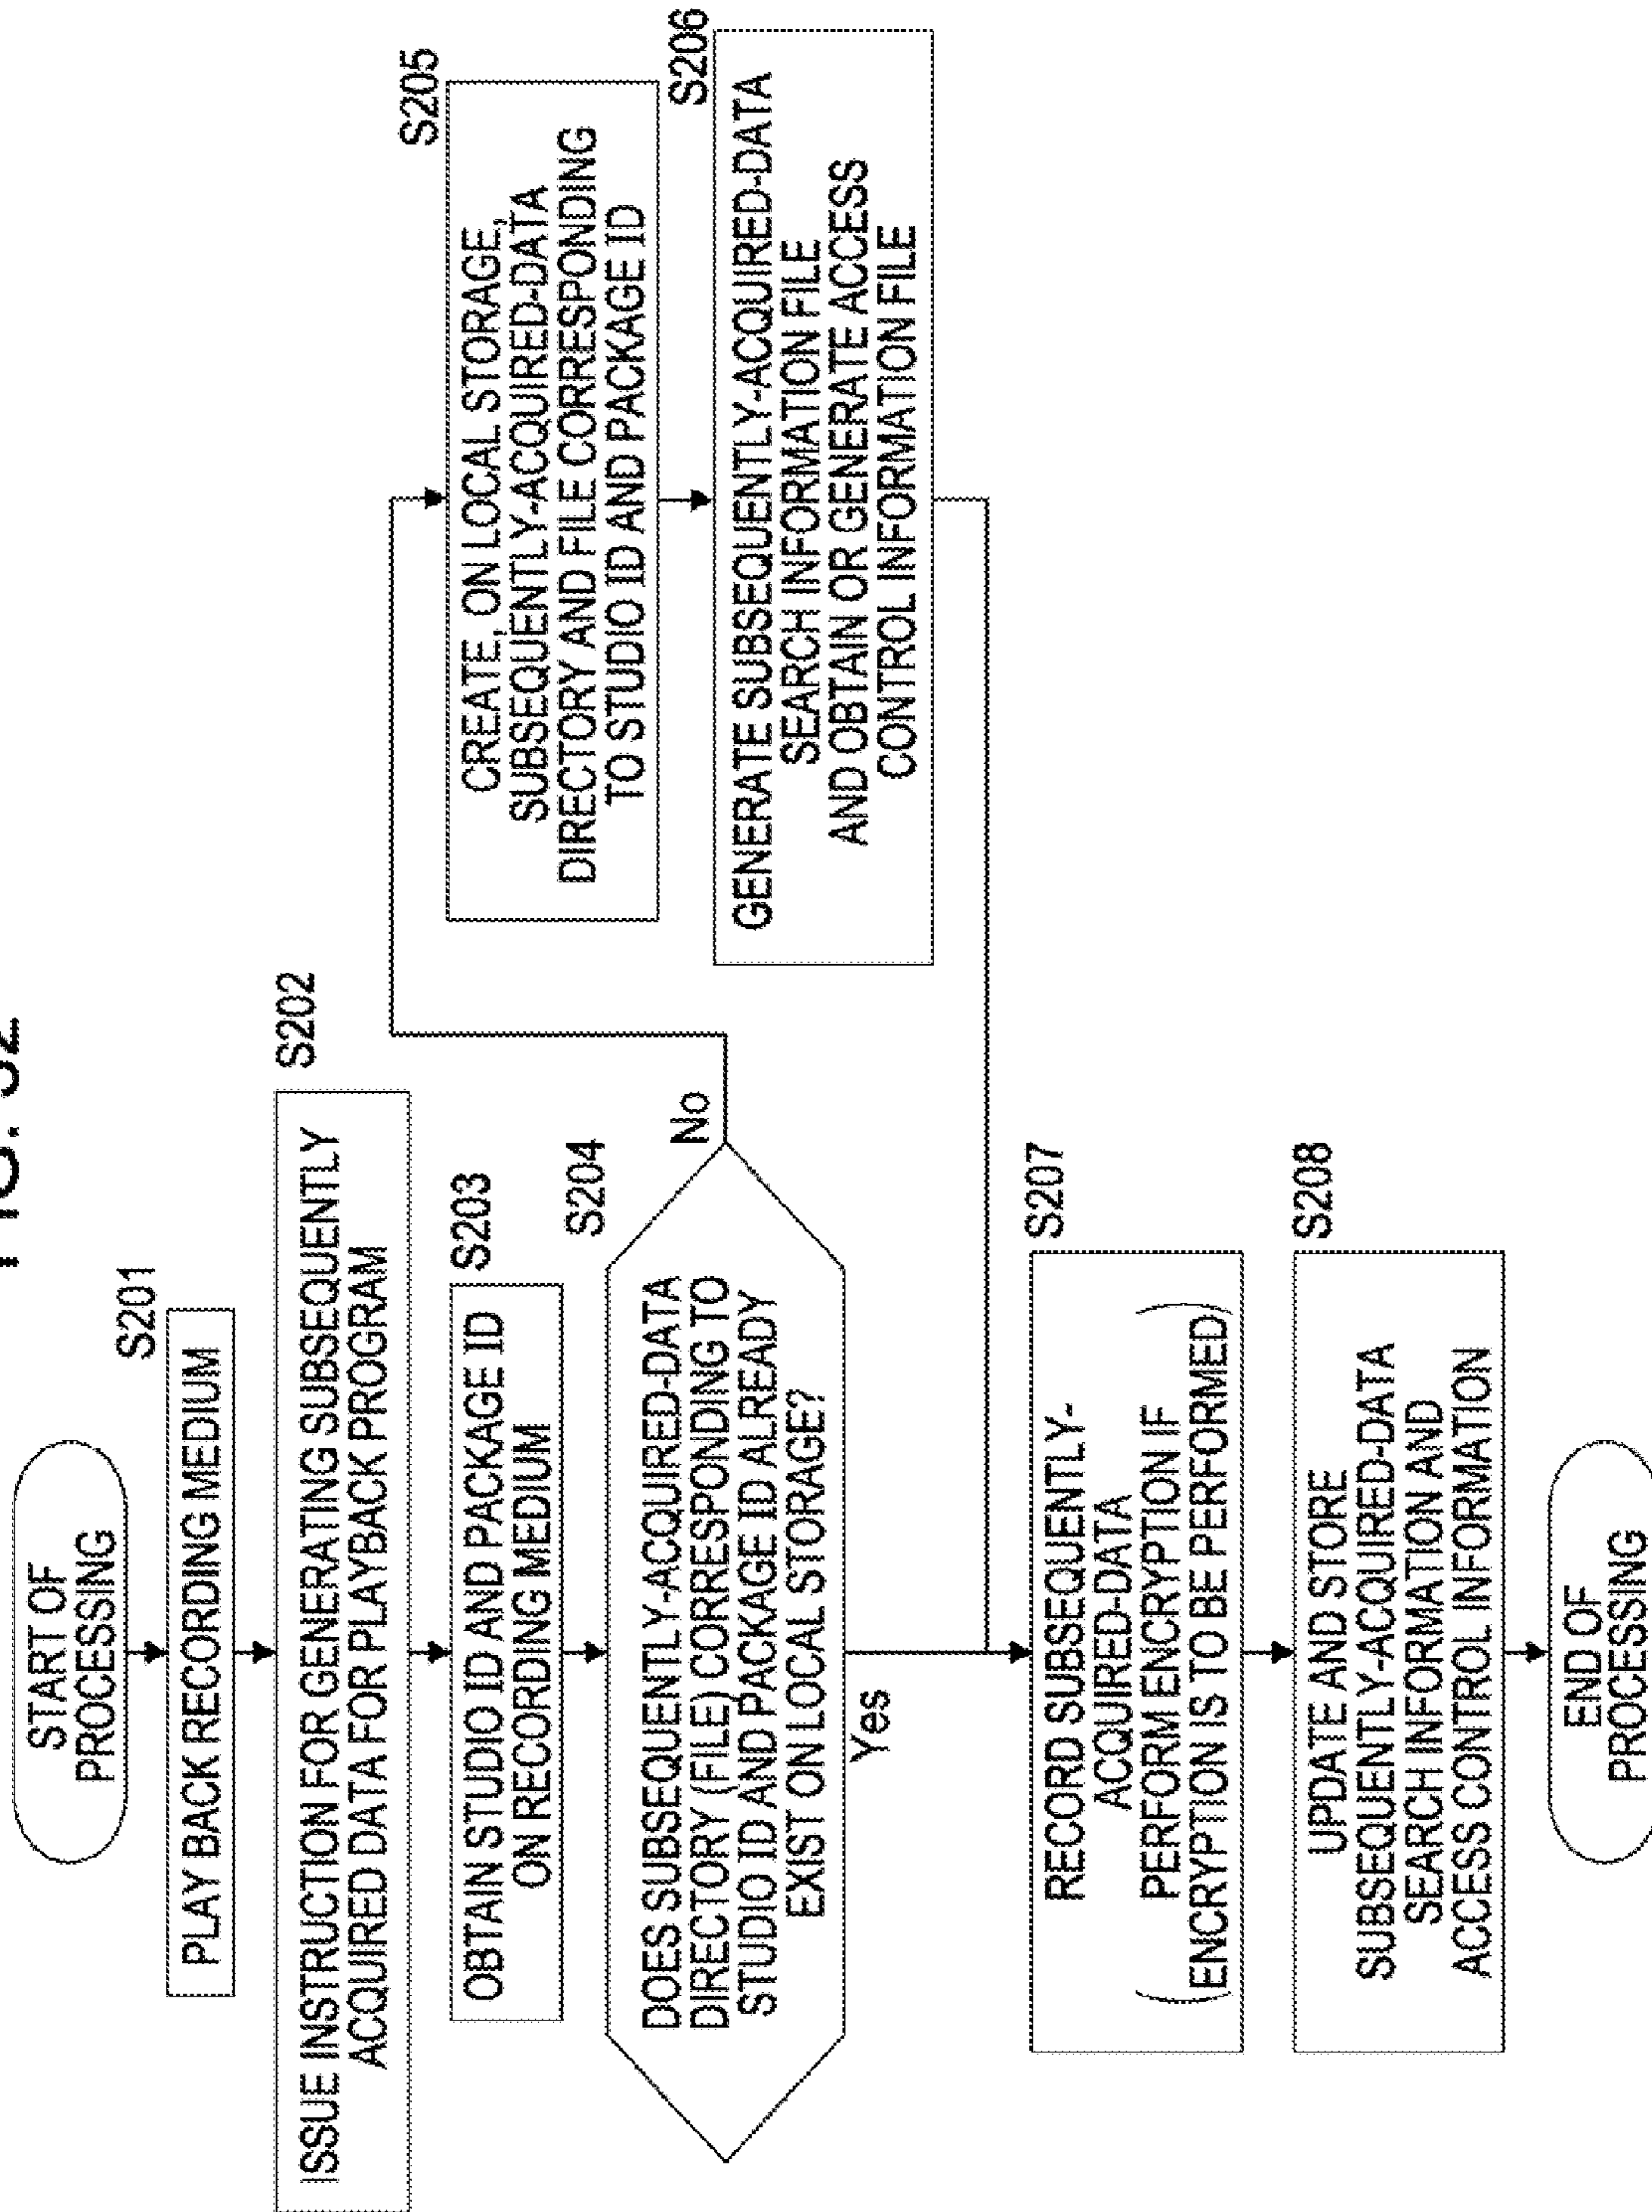 FIG. 32
START OF
PROCESSING
S201
PLAY BACK RECORDING MEDIUM
S202
ISSUE INSTRUCTION FOR GENERATING SUBSEQUENTLY
ACQUIRED DATA FOR PLAYBACK PROGRAM
S203
OBTAIN STUDIO ID AND PACKAGE ID
ON RECORDING MEDIUM
S204
DOES SUBSEQUENTLY-ACQUIRED-DATA
DIRECTORY (FILE) CORRESPONDING TO
STUDIO ID AND PACKAGE ID ALREADY
EXIST ON LOCAL STORAGE?
No
Yes
S205
CREATE, ON LOCAL STORAGE,
SUBSEQUENTLY-ACQUIRED-DATA
DIRECTORY AND FILE CORRESPONDING
TO STUDIO ID AND PACKAGE ID
S206
GENERATE SUBSEQUENTLY-ACQUIRED-DATA
SEARCH INFORMATION FILE
AND OBTAIN OR GENERATE ACCESS
CONTROL INFORMATION FILE
S207
RECORD SUBSEQUENTLY-
ACQUIRED-DATA
(PERFORM ENCRYPTION IF
ENCRYPTION IS TO BE PERFORMED)
S208
UPDATE AND STORE
SUBSEQUENTLY-ACQUIRED-DATA
SEARCH INFORMATION AND
ACCESS CONTROL INFORMATION
END OF
PROCESSING